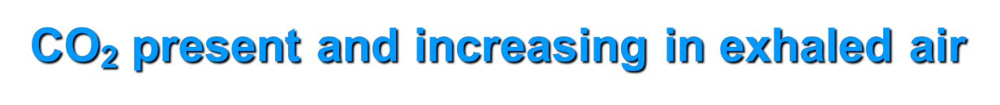 CO₂ present and increasing in exhaled air